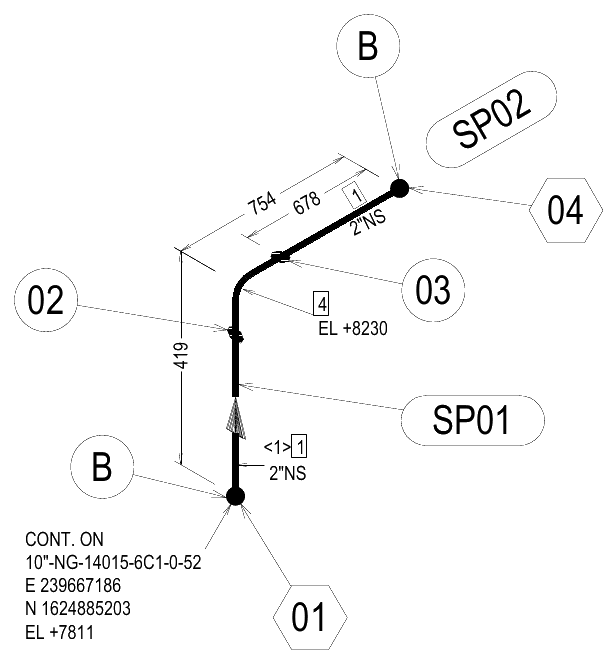 B
SP02
754
678
1
2"NS
04
02
03
4
EL +8230
419
SP01
<1> 1
2"NS
B
CONT. ON
10"-NG-14015-6C1-0-52
E 239667186
N 1624885203
EL +7811
01